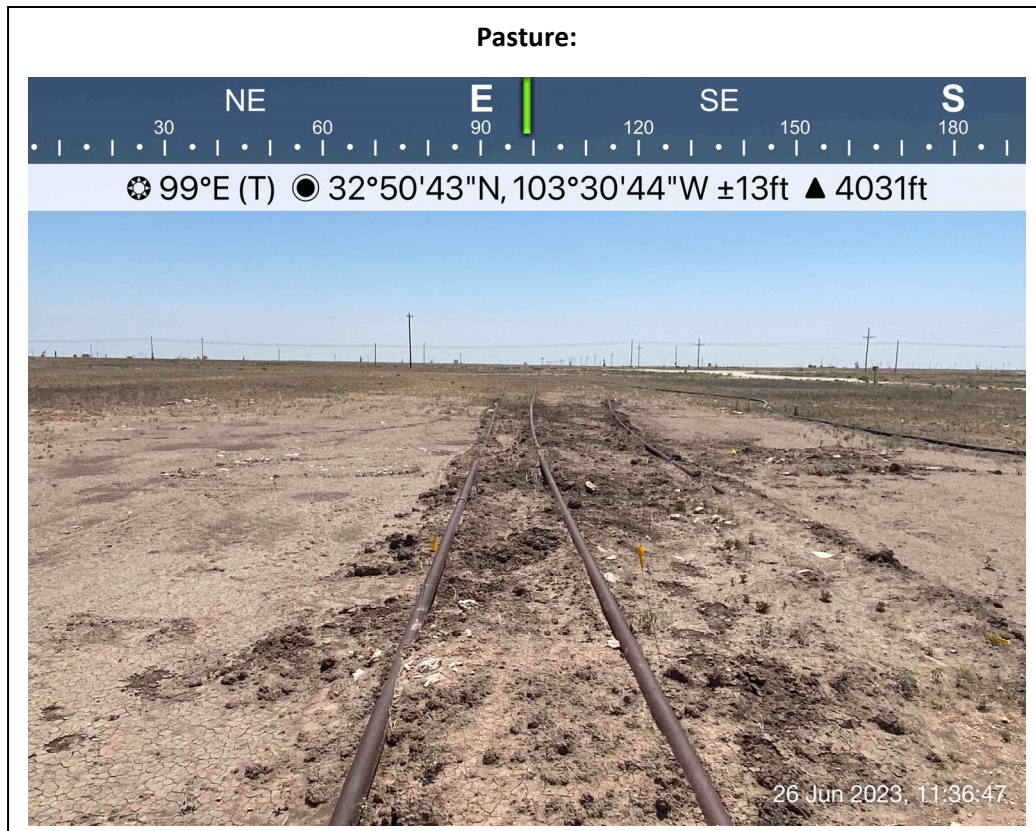 Pasture:
NE E SE S
30 60 90 120 150 180
99°E (T) 32°50'43"N, 103°30'44"W ±13ft ▲ 4031ft
26 Jun 2023, 11:36:47